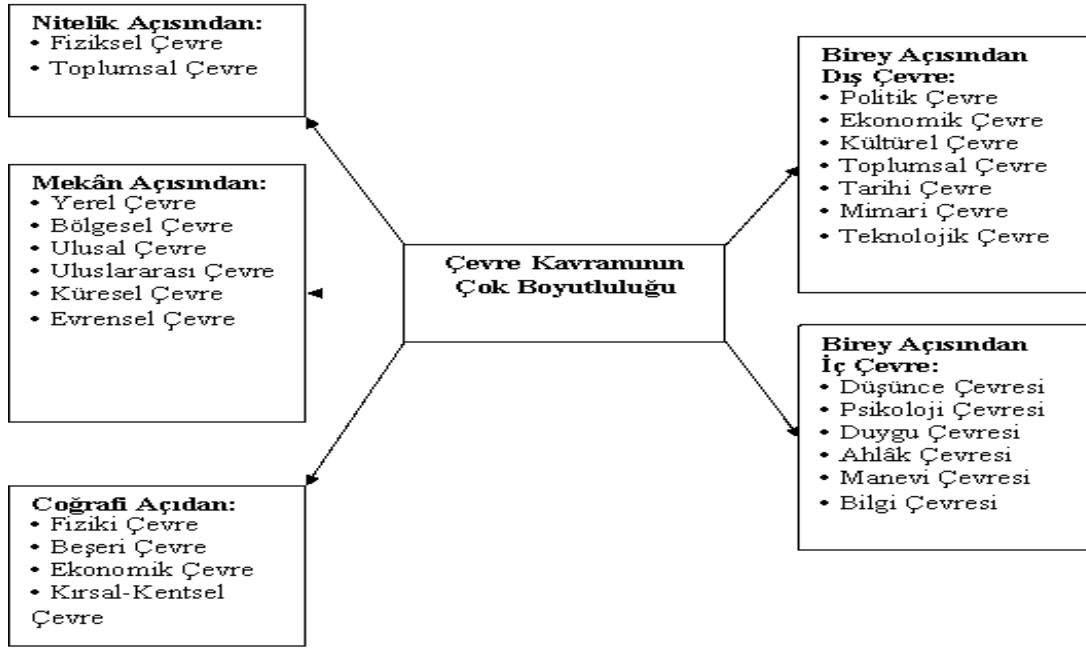 Nitelik Açısından:
• Fiziksel Çevre
• Toplumsal Çevre
Mekân Açısından:
• Yerel Çevre
• Bölgesel Çevre
• Ulusal Çevre
• Uluslararası Çevre
• Küresel Çevre
• Evrensel Çevre
Coğrafi Açıdan:
• Fiziki Çevre
• Beşeri Çevre
• Ekonomik Çevre
• Kırsal-Kentsel
Çevre
Çevre Kavramının
Çok Boyutluluğu
Birey Açısından
Dış Çevre:
• Politik Çevre
• Ekonomik Çevre
• Kültürel Çevre
• Toplumsal Çevre
• Tarihi Çevre
• Mimari Çevre
• Teknolojik Çevre
Birey Açısından
İç Çevre:
• Düşünce Çevresi
• Psikoloji Çevresi
• Duygu Çevresi
• Ahlâk Çevresi
• Manevi Çevresi
• Bilgi Çevresi